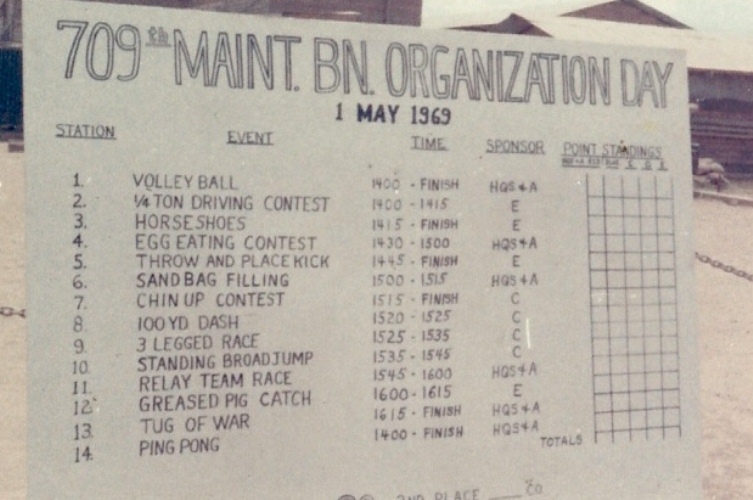 709th MAINT. BN. ORGANIZATION DAY
1 MAY 1969
STATION EVENT TIME SPONSOR POINT STANDINGS
C D E
1. VOLLEY BALL 1400 - FINISH HQS & A
2. ¼ TON DRIVING CONTEST 1400 - 1415 E
3. HORSESHOES 1415 - FINISH E
4. EGG EATING CONTEST 1430 - 1500 HQS & A
5. THROW AND PLACE KICK 1445 - FINISH E
6. SANDBAG FILLING 1500 - 1515 HQS & A
7. CHIN UP CONTEST 1515 - FINISH C
8. 100 YD DASH 1520 - 1525 C
9. 3 LEGGED RACE 1525 - 1535 C
10. STANDING BROADJUMP 1535 - 1545 C
11. RELAY TEAM RACE 1545 - 1600 HQS & A
12. GREASED PIG CATCH 1600 - 1615 E
13. TUG OF WAR 1615 - FINISH HQS & A
14. PING PONG 1400 - FINISH HQS & A
TOTALS
2ND PLACE ___ CO